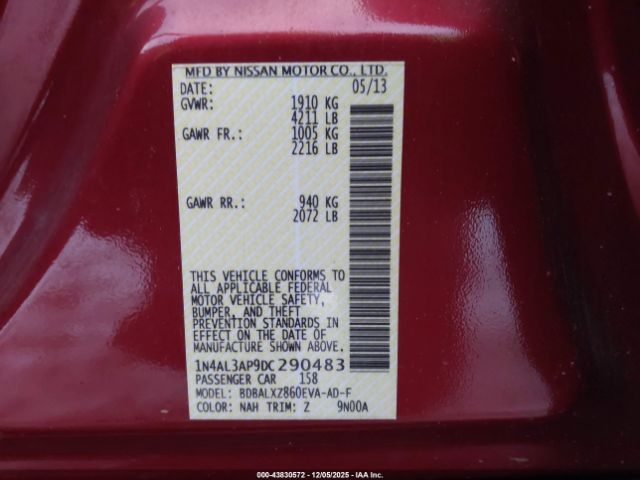 MFD BY NISSAN MOTOR CO., LTD.
DATE: 05/13
GVWR: 1910 KG
4211 LB
GAWR FR.: 1005 KG
2216 LB
GAWR RR.: 940 KG
2072 LB
THIS VEHICLE CONFORMS TO
ALL APPLICABLE FEDERAL
MOTOR VEHICLE SAFETY,
BUMPER, AND THEFT
PREVENTION STANDARDS IN
EFFECT ON THE DATE OF
MANUFACTURE SHOWN ABOVE.
1N4AL3AP9DC290483
PASSENGER CAR 158
MODEL: BDBALXZ860EVA-AD-F
COLOR: NAH TRIM: Z 9N00A
000-43830572 - 12/05/2025 - IAA Inc.